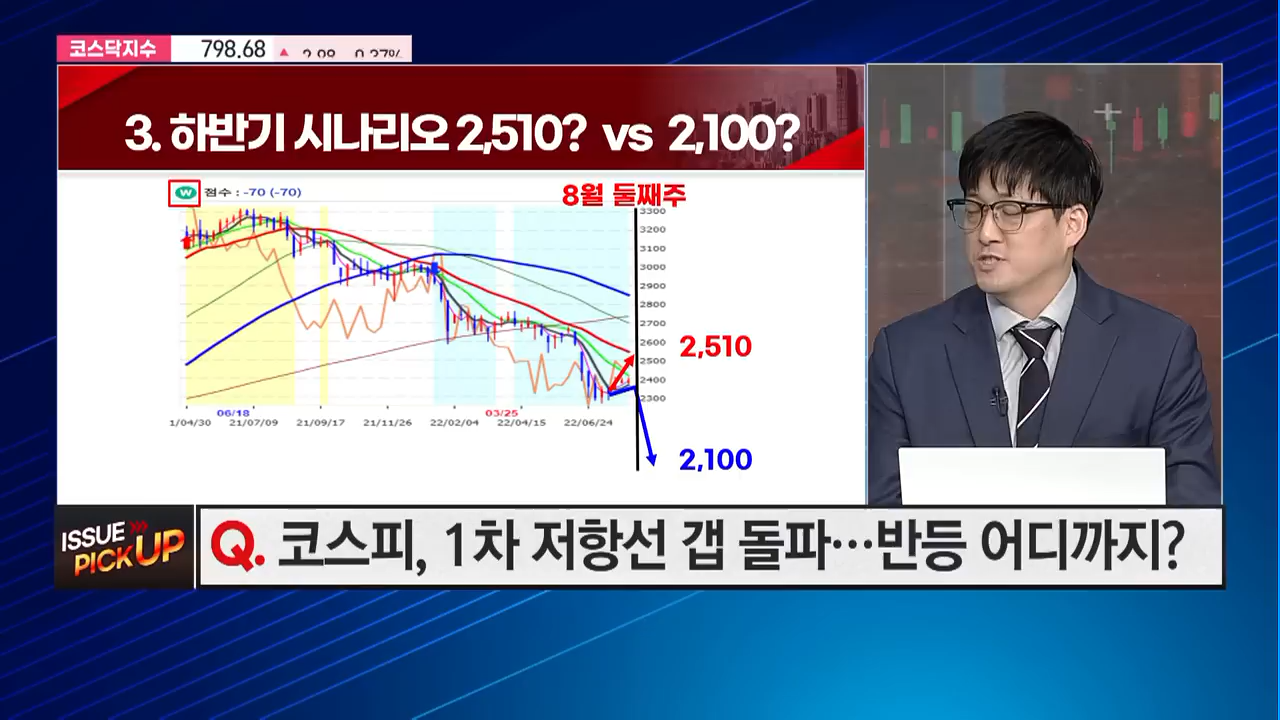 코스닥지수 798.68 ▲
3. 하반기 시나리오 2,510? vs 2,100?
W 점수 : -70 (-70)
8월 둘째주
3300
3200
3100
3000
2900
2800
2700
2600
2500
2400
2300
2,510
2,100
06/18 03/25
1/04/30 21/07/09 21/09/17 21/11/26 22/02/04 22/04/15 22/06/24
ISSUE
PICK UP
Q. 코스피, 1차 저항선 갭 돌파…반등 어디까지?